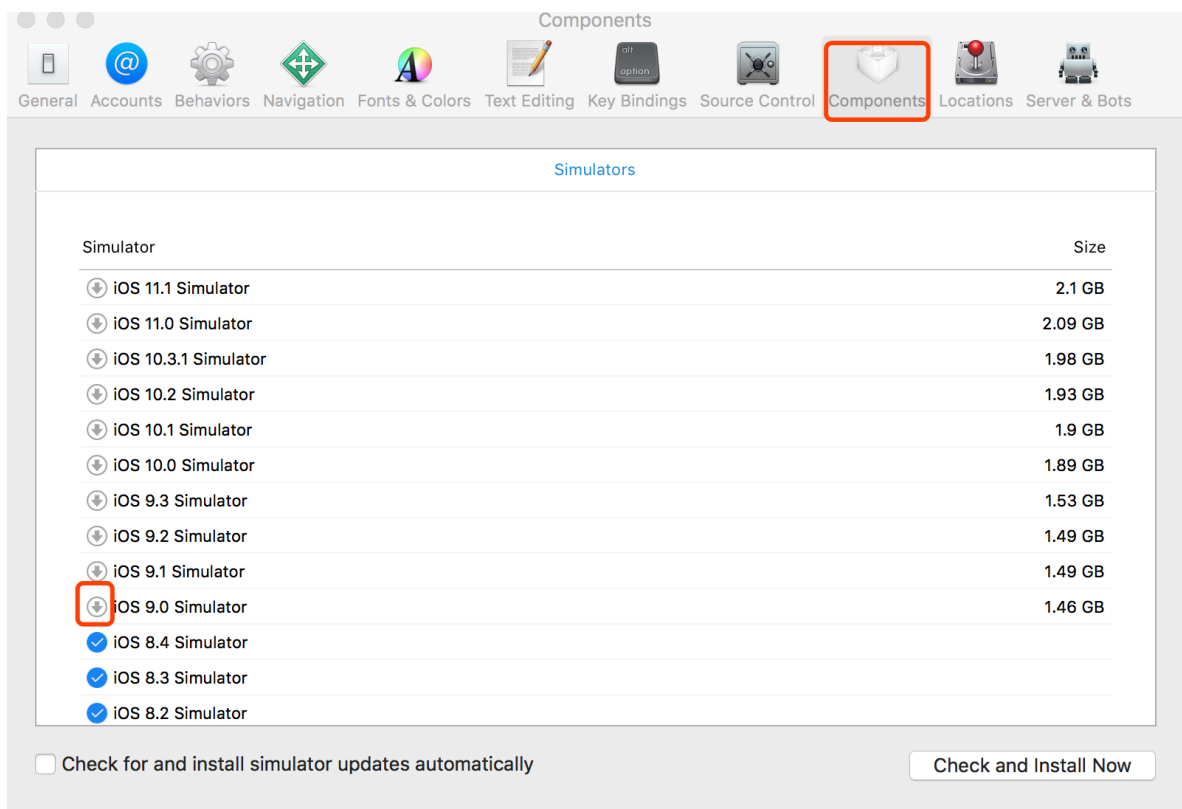 Components
alt
option
General Accounts Behaviors Navigation Fonts & Colors Text Editing Key Bindings Source Control Components Locations Server & Bots
Simulators
Simulator Size
iOS 11.1 Simulator 2.1 GB
iOS 11.0 Simulator 2.09 GB
iOS 10.3.1 Simulator 1.98 GB
iOS 10.2 Simulator 1.93 GB
iOS 10.1 Simulator 1.9 GB
iOS 10.0 Simulator 1.89 GB
iOS 9.3 Simulator 1.53 GB
iOS 9.2 Simulator 1.49 GB
iOS 9.1 Simulator 1.49 GB
iOS 9.0 Simulator 1.46 GB
iOS 8.4 Simulator
iOS 8.3 Simulator
iOS 8.2 Simulator
Check for and install simulator updates automatically Check and Install Now